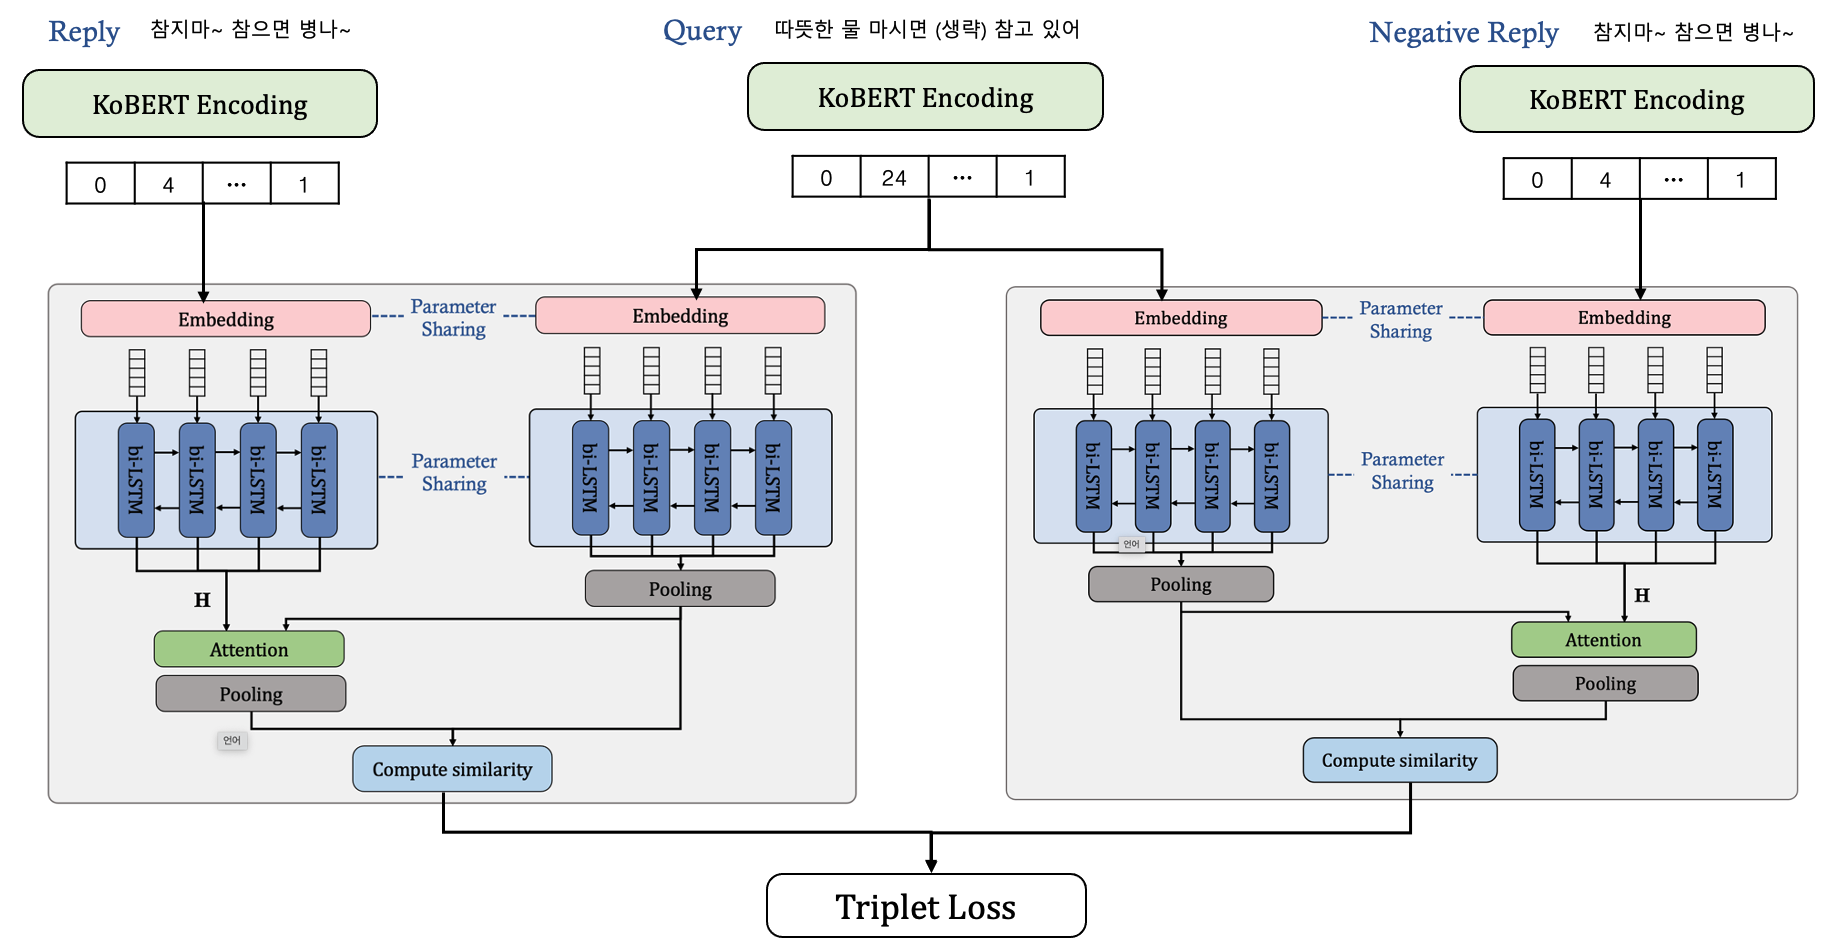 Reply 참지마~ 참으면 병나~
Query 따뜻한 물 마시면 (생략) 참고 있어
Negative Reply 참지마~ 참으면 병나~
KoBERT Encoding
KoBERT Encoding
KoBERT Encoding
0 4 ... 1
0 24 ... 1
0 4 ... 1
Embedding
Parameter
Sharing
Embedding
Embedding
Parameter
Sharing
Embedding
bi-LSTM
bi-LSTM
bi-LSTM
bi-LSTM
Parameter
Sharing
bi-LSTM
bi-LSTM
bi-LSTM
bi-LSTM
bi-LSTM
bi-LSTM
bi-LSTM
bi-LSTM
Parameter
Sharing
bi-LSTM
bi-LSTM
bi-LSTM
bi-LSTM
언어
H
Pooling
Pooling
H
Attention
Attention
Pooling
Pooling
언어
Compute similarity
Compute similarity
Triplet Loss